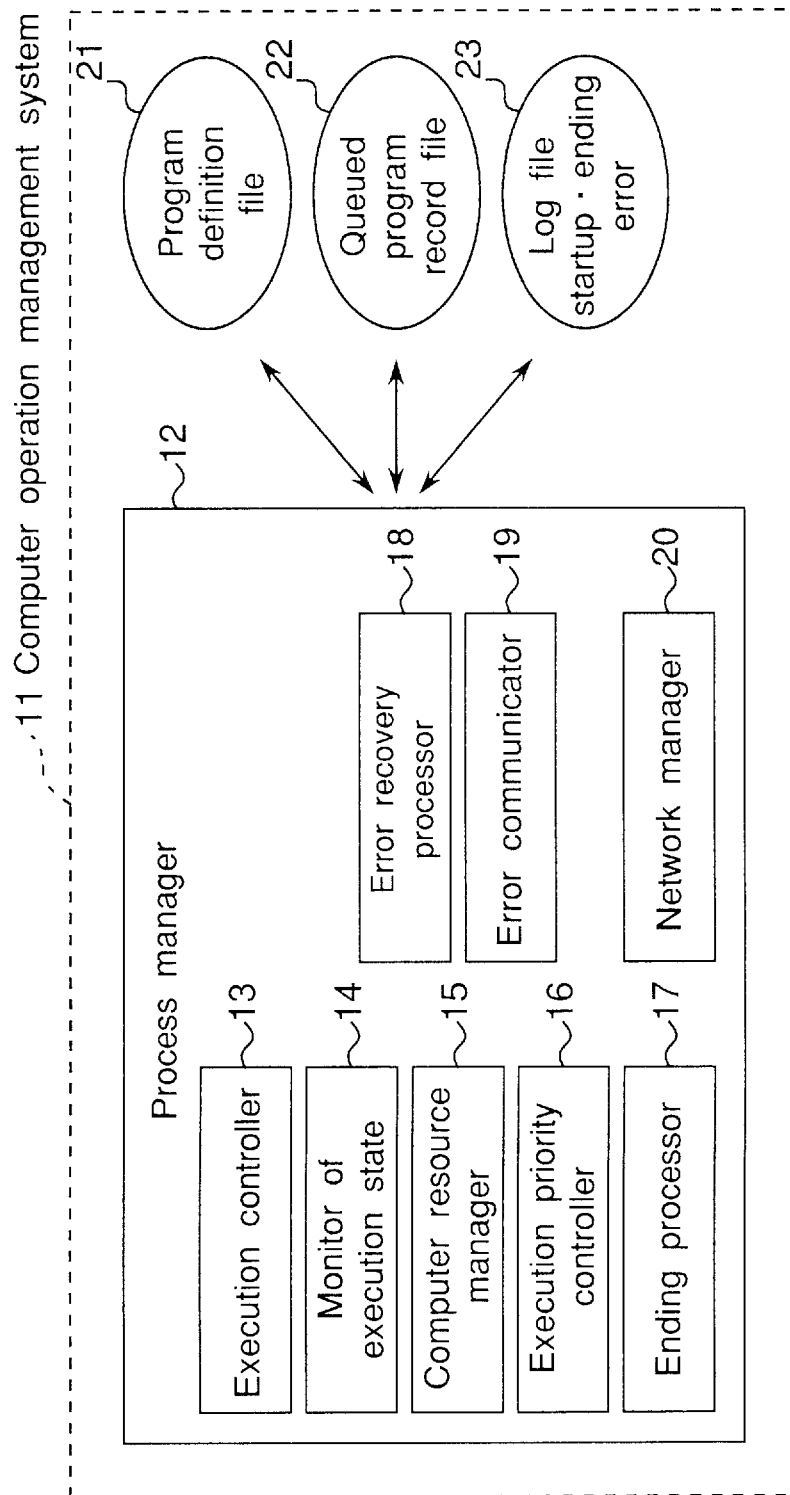 11 Computer operation management system
12
Process manager
Execution controller
13
Monitor of
execution state
14
Computer resource
manager
15
Execution priority
controller
16
Ending processor
17
Error recovery
processor
18
Error communicator
19
Network manager
20
Program
definition
file
21
Queued
program
record file
22
Log file
startup・ending
error
23